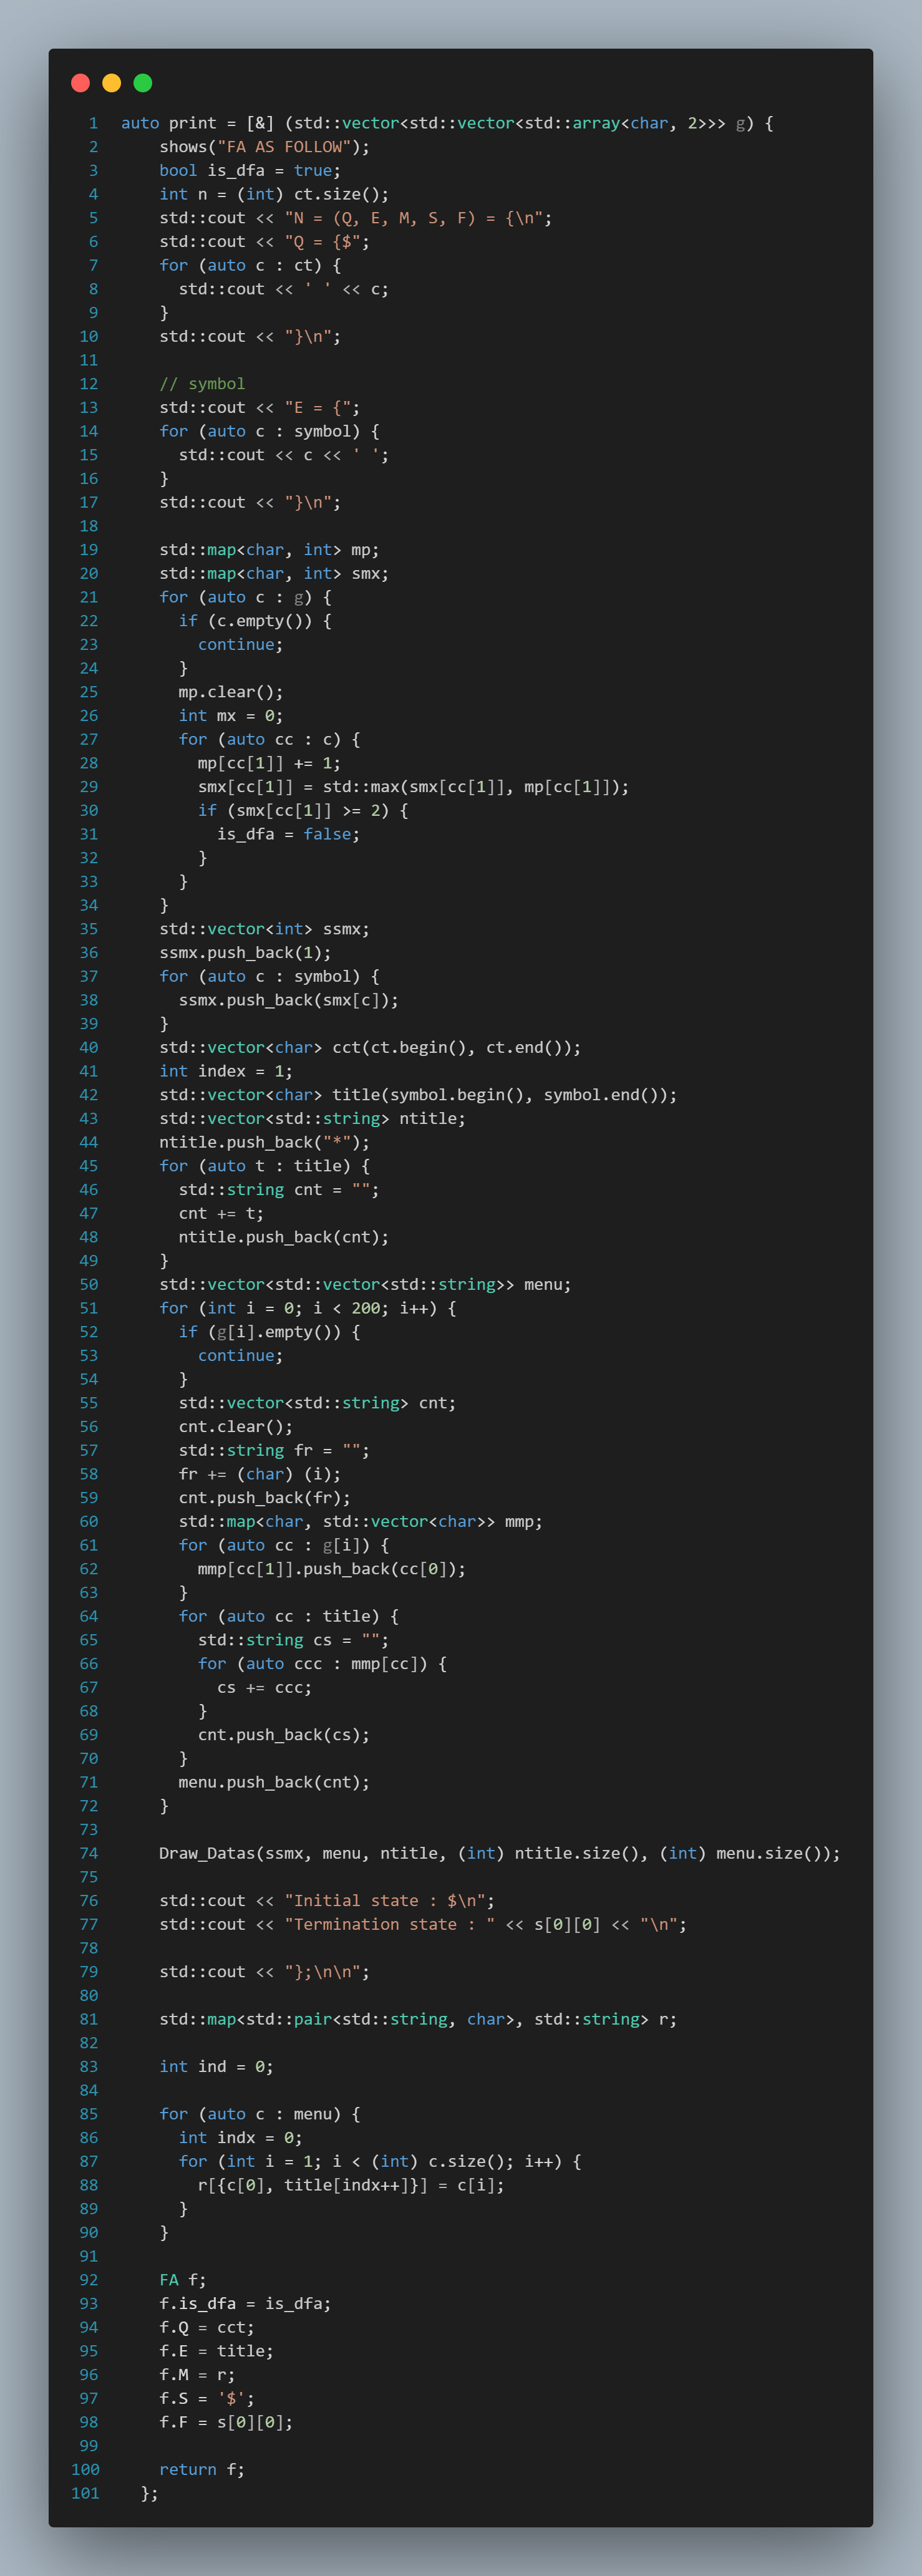 1 auto print = [&] (std::vector<std::vector<std::array<char, 2>>> g) {
2 shows("FA AS FOLLOW");
3 bool is_dfa = true;
4 int n = (int) ct.size();
5 std::cout << "N = (Q, E, M, S, F) = {\n";
6 std::cout << "Q = {$";
7 for (auto c : ct) {
8 std::cout << ' ' << c;
9 }
10 std::cout << "}\n";
11
12 // symbol
13 std::cout << "E = {";
14 for (auto c : symbol) {
15 std::cout << c << ' ';
16 }
17 std::cout << "}\n";
18
19 std::map<char, int> mp;
20 std::map<char, int> smx;
21 for (auto c : g) {
22 if (c.empty()) {
23 continue;
24 }
25 mp.clear();
26 int mx = 0;
27 for (auto cc : c) {
28 mp[cc[1]] += 1;
29 smx[cc[1]] = std::max(smx[cc[1]], mp[cc[1]]);
30 if (smx[cc[1]] >= 2) {
31 is_dfa = false;
32 }
33 }
34 }
35 std::vector<int> ssmx;
36 ssmx.push_back(1);
37 for (auto c : symbol) {
38 ssmx.push_back(smx[c]);
39 }
40 std::vector<char> cct(ct.begin(), ct.end());
41 int index = 1;
42 std::vector<char> title(symbol.begin(), symbol.end());
43 std::vector<std::string> ntitle;
44 ntitle.push_back("*");
45 for (auto t : title) {
46 std::string cnt = "";
47 cnt += t;
48 ntitle.push_back(cnt);
49 }
50 std::vector<std::vector<std::string>> menu;
51 for (int i = 0; i < 200; i++) {
52 if (g[i].empty()) {
53 continue;
54 }
55 std::vector<std::string> cnt;
56 cnt.clear();
57 std::string fr = "";
58 fr += (char) (i);
59 cnt.push_back(fr);
60 std::map<char, std::vector<char>> mmp;
61 for (auto cc : g[i]) {
62 mmp[cc[1]].push_back(cc[0]);
63 }
64 for (auto cc : title) {
65 std::string cs = "";
66 for (auto ccc : mmp[cc]) {
67 cs += ccc;
68 }
69 cnt.push_back(cs);
70 }
71 menu.push_back(cnt);
72 }
73
74 Draw_Datas(ssmx, menu, ntitle, (int) ntitle.size(), (int) menu.size());
75
76 std::cout << "Initial state : $\n";
77 std::cout << "Termination state : " << s[0][0] << "\n";
78
79 std::cout << "};\n\n";
80
81 std::map<std::pair<std::string, char>, std::string> r;
82
83 int ind = 0;
84
85 for (auto c : menu) {
86 int indx = 0;
87 for (int i = 1; i < (int) c.size(); i++) {
88 r[{c[0], title[indx++]}] = c[i];
89 }
90 }
91
92 FA f;
93 f.is_dfa = is_dfa;
94 f.Q = cct;
95 f.E = title;
96 f.M = r;
97 f.S = '$';
98 f.F = s[0][0];
99
100 return f;
101 };